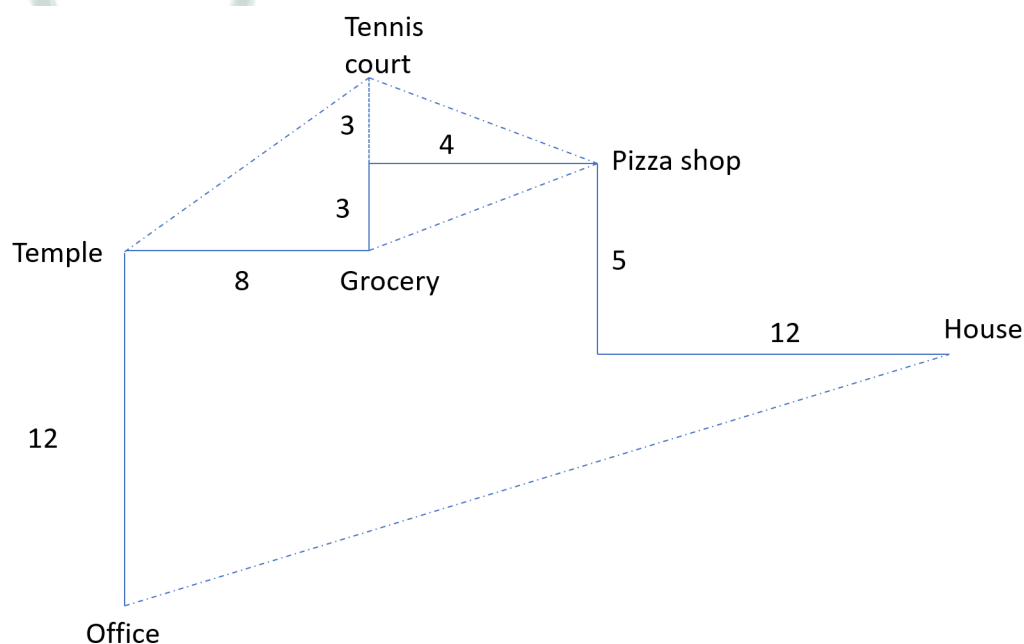 Tennis
court
3
4
Pizza shop
3
Temple
5
8
Grocery
12
House
12
Office